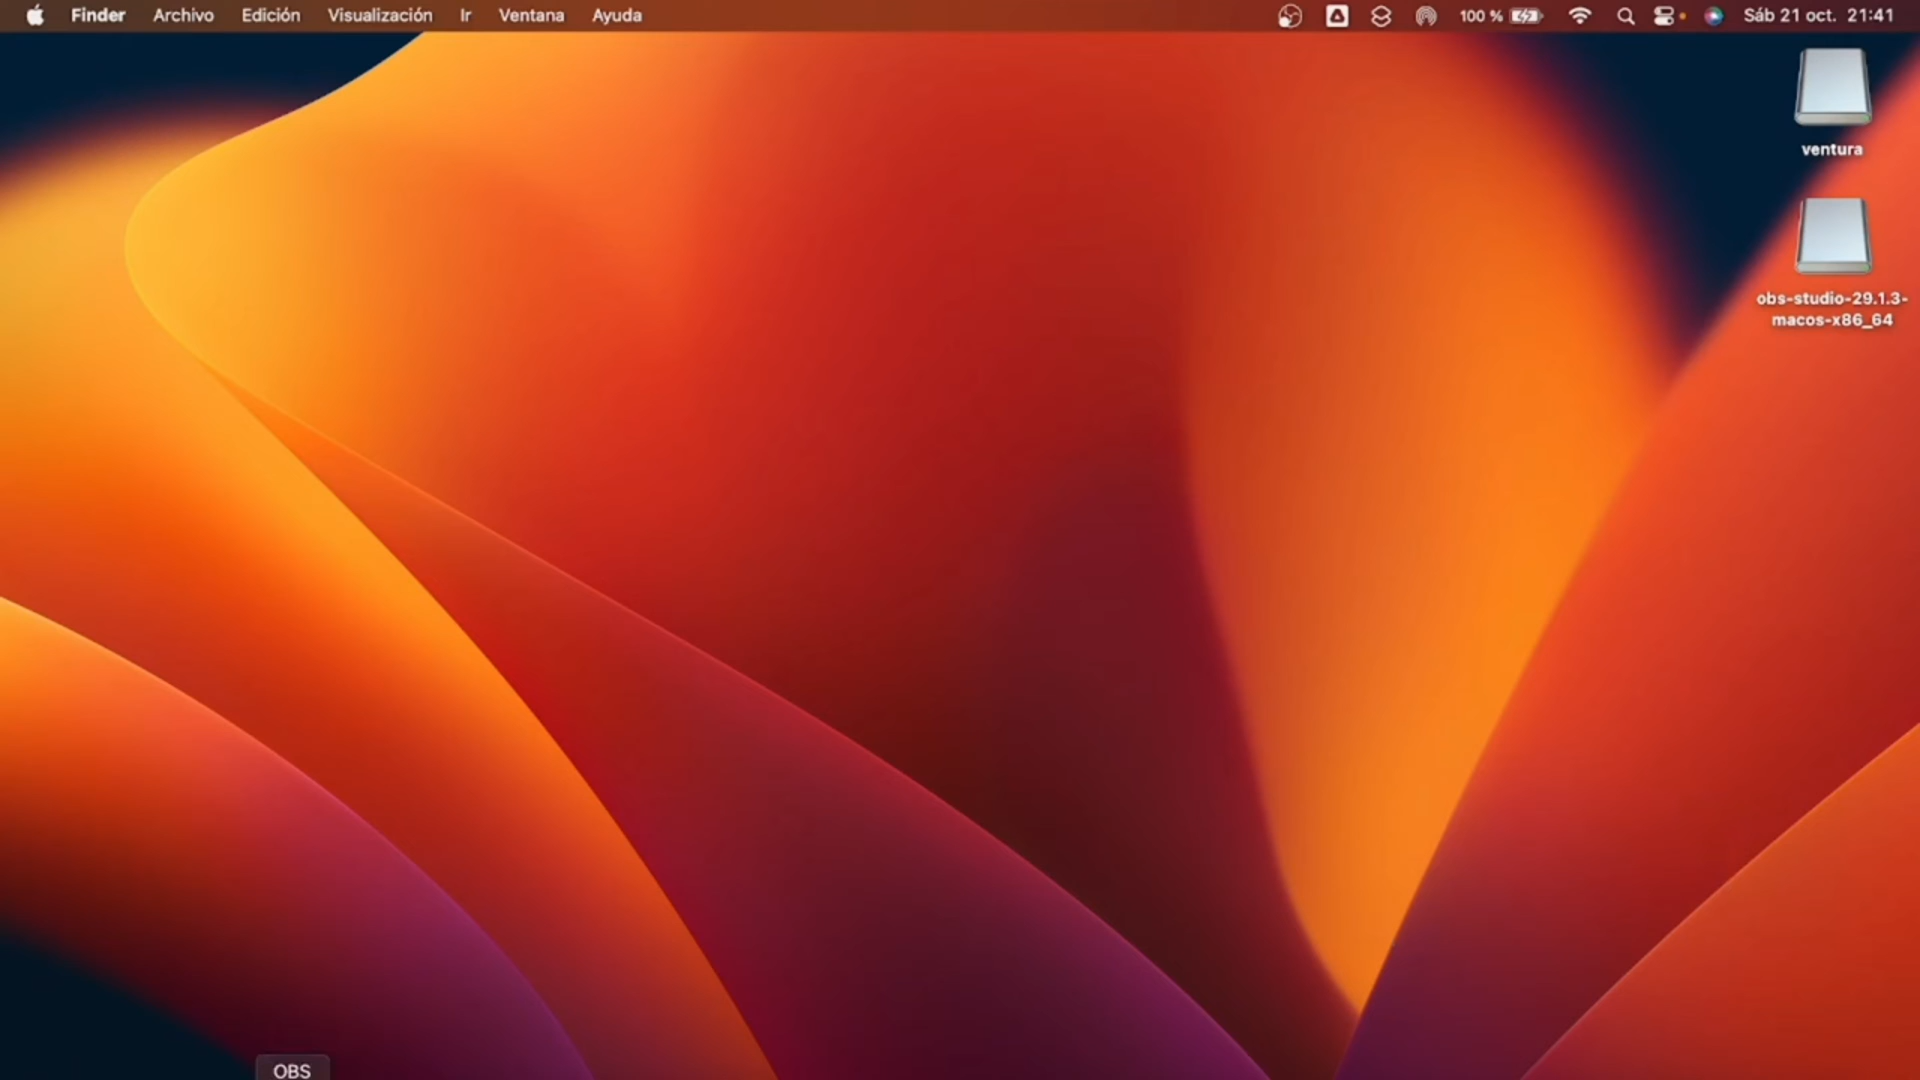 Finder Archivo Edición Visualización Ir Ventana Ayuda 100 % Sáb 21 oct. 21:41
ventura
obs-studio-29.1.3-
macos-x86_64
OBS